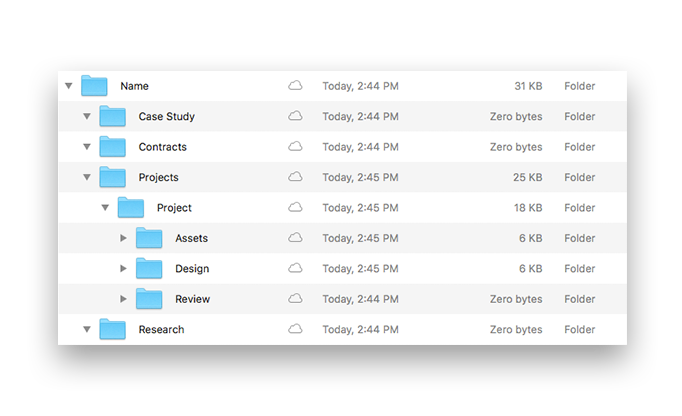 Name Today, 2:44 PM 31 KB Folder
Case Study Today, 2:44 PM Zero bytes Folder
Contracts Today, 2:44 PM Zero bytes Folder
Projects Today, 2:45 PM 25 KB Folder
Project Today, 2:45 PM 18 KB Folder
Assets Today, 2:45 PM 6 KB Folder
Design Today, 2:45 PM 6 KB Folder
Review Today, 2:44 PM Zero bytes Folder
Research Today, 2:44 PM Zero bytes Folder